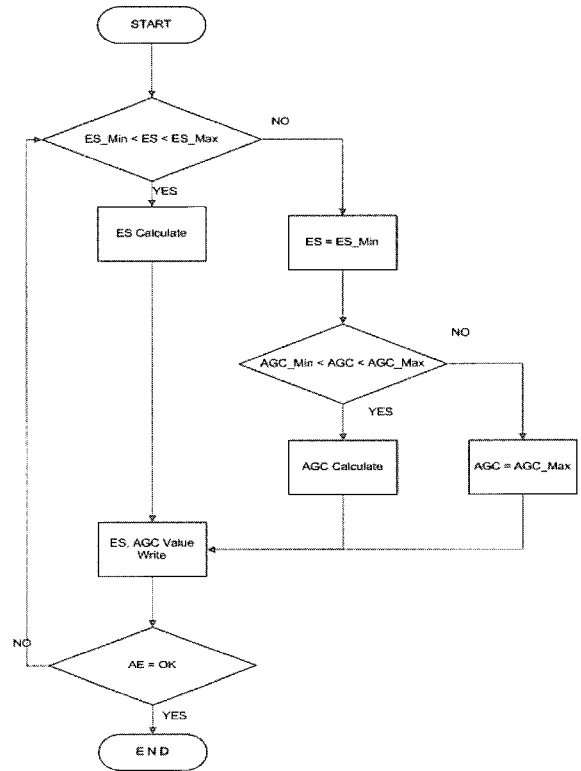 START
ES_Min < ES < ES_Max
NO
YES
ES Calculate
ES = ES_Min
AGC_Min < AGC < AGC_Max
NO
YES
AGC Calculate
AGC = AGC_Max
ES, AGC Value
Write
NO
AE = OK
YES
E N D